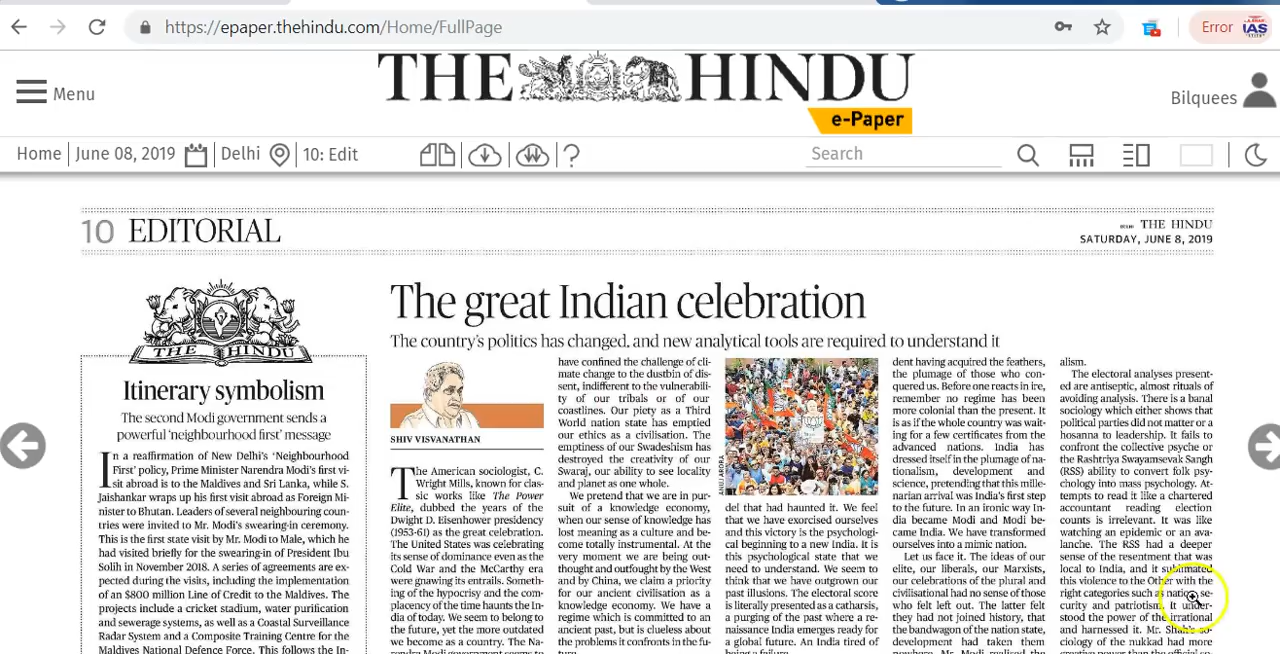 https://epaper.thehindu.com/Home/FullPage
Error
IAS
THE HINDU
e-Paper
Menu
Bilquees
Home | June 08, 2019 | Delhi | 10: Edit
?
Search
10 EDITORIAL
THE HINDU
SATURDAY, JUNE 8, 2019
THE HINDU
Itinerary symbolism
The second Modi government sends a
powerful ‘neighbourhood first’ message
In a reaffirmation of New Delhi’s ‘Neighbourhood
First’ policy, Prime Minister Narendra Modi’s first vi-
sit abroad is to the Maldives and Sri Lanka, while S.
Jaishankar wraps up his first visit abroad as Foreign Mi-
nister to Bhutan. Leaders of several neighbouring coun-
tries were invited to Mr. Modi’s swearing-in ceremony.
This is the first state visit by Mr. Modi to Male, which he
had visited briefly for the swearing-in of President Ibu
Solih in November 2018. A series of agreements are ex-
pected during the visits, including the implementation
of an $800 million Line of Credit to the Maldives. The
projects include a cricket stadium, water purification
and sewerage systems, as well as a Coastal Surveillance
Radar System and a Composite Training Centre for the
Maldives National Defence Force. This follows the In-
The great Indian celebration
The country’s politics has changed, and new analytical tools are required to understand it
SHIV VISVANATHAN
The American sociologist, C.
Wright Mills, known for clas-
sic works like The Power
Elite, dubbed the years of the
Dwight D. Eisenhower presidency
(1953-61) as the great celebration.
The United States was celebrating
its sense of dominance even as the
Cold War and the McCarthy era
were gnawing its entrails. Someth-
ing of the hypocrisy and the com-
placency of the time haunts the In-
dia of today. We seem to belong to
the future, yet the more outdated
we become as a country. The Na-
rendra Modi government seems to
have confined the challenge of cli-
mate change to the dustbin of dis-
sent, indifferent to the vulnerabili-
ty of our tribals or of our
coastlines. Our piety as a Third
World nation state has emptied
our ethics as a civilisation. The
emptiness of our Swadeshism has
destroyed the creativity of our
Swaraj, our ability to see locality
and planet as one whole.
We pretend that we are in pur-
suit of a knowledge economy,
when our sense of knowledge has
lost meaning as a culture and be-
come totally instrumental. At the
very moment we are being out-
thought and outfought by the West
and by China, we claim a priority
for our ancient civilisation as a
knowledge economy. We have a
regime which is committed to an
ancient past, but is clueless about
the problems it confronts in the fu-
ture.
ANUJ ARORA
del that had haunted it. We feel
that we have exorcised ourselves
and this victory is the psychologi-
cal beginning to a new India. It is
this psychological state that we
need to understand. We seem to
think that we have outgrown our
past illusions. The electoral score
is literally presented as a catharsis,
a purging of the past where a re-
naissance India emerges ready for
a global future. An India tired of
being a failure,
dent having acquired the feathers,
the plumage of those who con-
quered us. Before one reacts in ire,
remember no regime has been
more colonial than the present. It
is as if the whole country was wait-
ing for a few certificates from the
advanced nations. India has
dressed itself in the plumage of na-
tionalism, development and
science, pretending that this mille-
narian arrival was India’s first step
to the future. In an ironic way In-
dia became Modi and Modi be-
came India. We have transformed
ourselves into a mimic nation.
Let us face it. The ideas of our
elite, our liberals, our Marxists,
our celebrations of the plural and
civilisational had no sense of those
who felt left out. The latter felt
they had not joined history, that
the bandwagon of the nation state,
development had taken them
nowhere. Mr. Modi realised the
alism.
The electoral analyses present-
ed are antiseptic, almost rituals of
avoiding analysis. There is a banal
sociology which either shows that
political parties did not matter or a
hosanna to leadership. It fails to
confront the collective psyche or
the Rashtriya Swayamsevak Sangh
(RSS) ability to convert folk psy-
chology into mass psychology. At-
tempts to read it like a chartered
accountant reading election
counts is irrelevant. It was like
watching an epidemic or an ava-
lanche. The RSS had a deeper
sense of the resentment that was
local to India, and it sublimated
this violence to the Other with the
right categories such as nation, se-
curity and patriotism. It under-
stood the power of the irrational
and harnessed it. Mr. Shah’s so-
ciology of the nukkad had more
creative power than the official